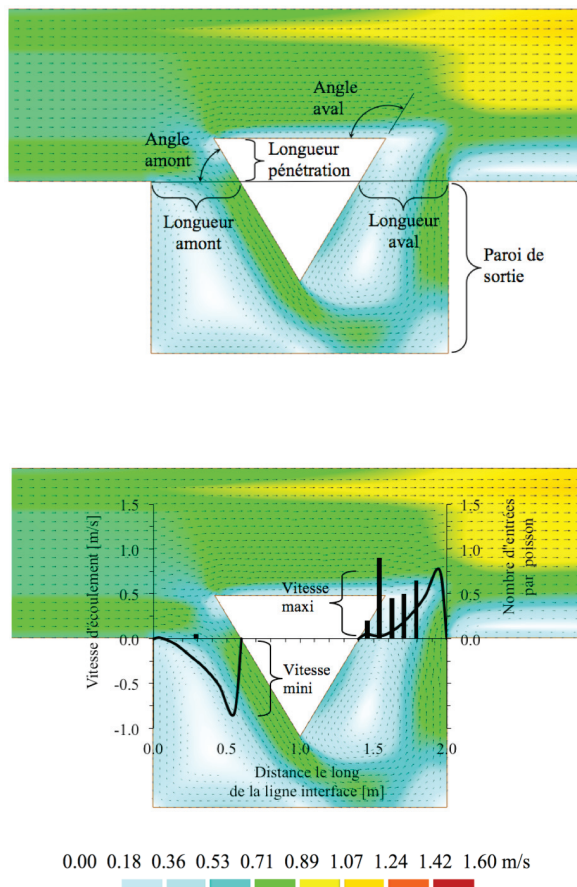 Angle
aval
Angle
amont
Longueur
pénétration
Longueur
amont
Longueur
aval
Paroi de
sortie
Vitesse d'écoulement [m/s]
1.5
1.0
0.5
0.0
-0.5
-1.0
Vitesse
maxi
Vitesse
mini
1.5
1.0
0.5
0.0
Nombre d"entrées
par poisson
0.0 0.5 1.0 1.5 2.0
Distance le long
de la ligne interface [m]
0.00 0.18 0.36 0.53 0.71 0.89 1.07 1.24 1.42 1.60 m/s